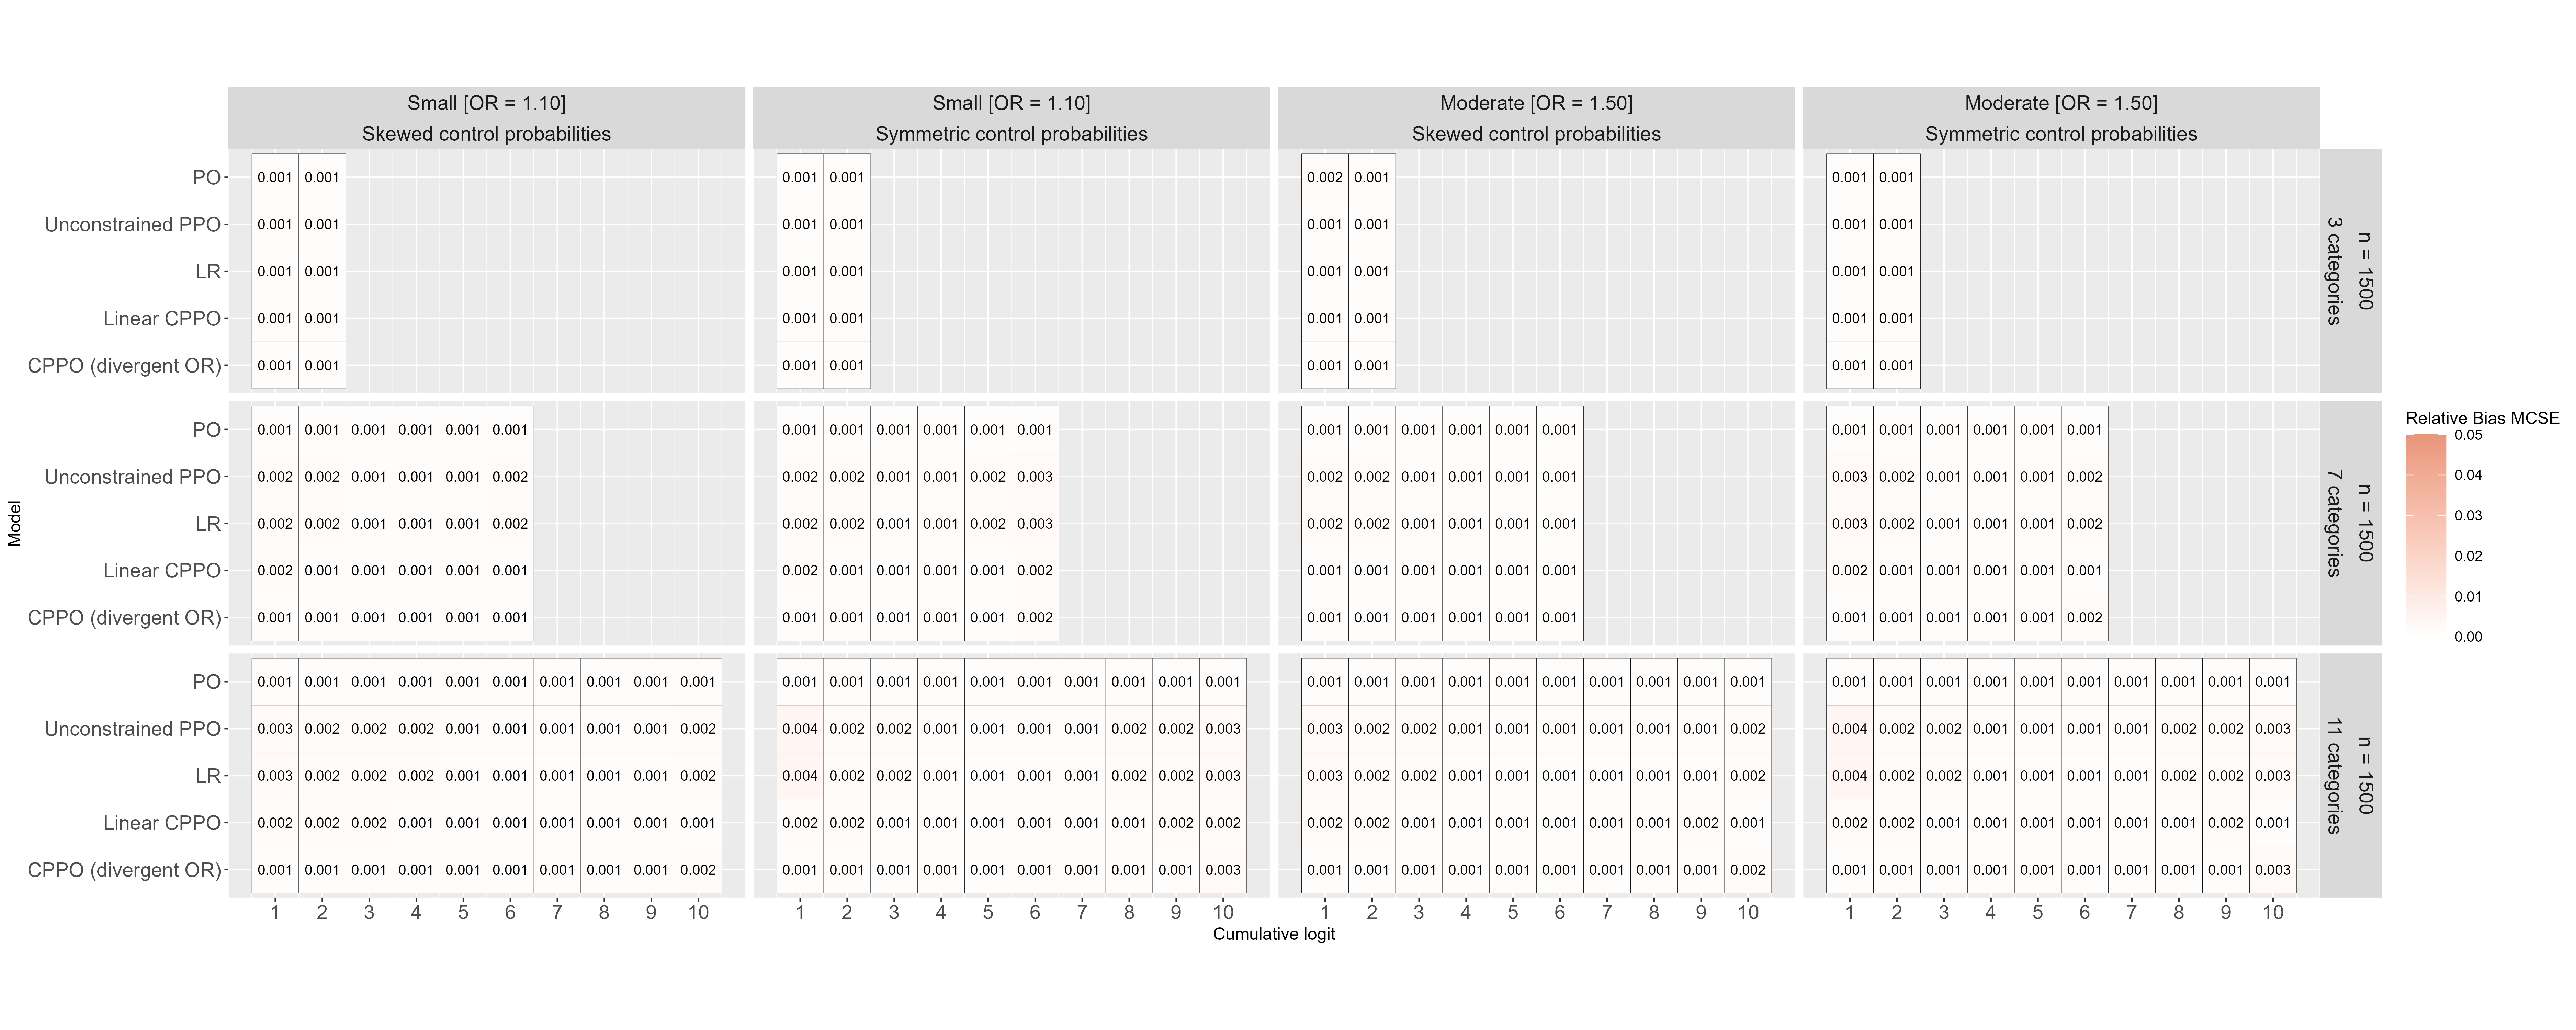 Small [OR = 1.10] Small [OR = 1.10] Moderate [OR = 1.50] Moderate [OR = 1.50]
Skewed control probabilities Symmetric control probabilities Skewed control probabilities Symmetric control probabilities
PO 0.001 0.001 0.001 0.001 0.002 0.001 0.001 0.001
Unconstrained PPO 0.001 0.001 0.001 0.001 0.001 0.001 0.001 0.001
LR 0.001 0.001 0.001 0.001 0.001 0.001 0.001 0.001
Linear CPPO 0.001 0.001 0.001 0.001 0.001 0.001 0.001 0.001
CPPO (divergent OR) 0.001 0.001 0.001 0.001 0.001 0.001 0.001 0.001
n = 1500
3 categories
PO 0.001 0.001 0.001 0.001 0.001 0.001 0.001 0.001 0.001 0.001 0.001 0.001 0.001 0.001 0.001 0.001 0.001 0.001 0.001 0.001 0.001 0.001 0.001 0.001
Unconstrained PPO 0.002 0.002 0.001 0.001 0.001 0.002 0.002 0.002 0.001 0.001 0.002 0.003 0.002 0.002 0.001 0.001 0.001 0.001 0.003 0.002 0.001 0.001 0.001 0.002
LR 0.002 0.002 0.001 0.001 0.001 0.002 0.002 0.002 0.001 0.001 0.002 0.003 0.002 0.002 0.001 0.001 0.001 0.001 0.003 0.002 0.001 0.001 0.001 0.002
Linear CPPO 0.002 0.001 0.001 0.001 0.001 0.001 0.002 0.001 0.001 0.001 0.001 0.002 0.001 0.001 0.001 0.001 0.001 0.001 0.002 0.001 0.001 0.001 0.001 0.001
CPPO (divergent OR) 0.001 0.001 0.001 0.001 0.001 0.001 0.001 0.001 0.001 0.001 0.001 0.002 0.001 0.001 0.001 0.001 0.001 0.001 0.001 0.001 0.001 0.001 0.001 0.002
n = 1500
7 categories
PO 0.001 0.001 0.001 0.001 0.001 0.001 0.001 0.001 0.001 0.001 0.001 0.001 0.001 0.001 0.001 0.001 0.001 0.001 0.001 0.001 0.001 0.001 0.001 0.001 0.001 0.001 0.001 0.001 0.001 0.001 0.001 0.001 0.001 0.001 0.001 0.001 0.001 0.001 0.001 0.001
Unconstrained PPO 0.003 0.002 0.002 0.002 0.001 0.001 0.001 0.001 0.001 0.002 0.004 0.002 0.002 0.001 0.001 0.001 0.001 0.002 0.002 0.003 0.003 0.002 0.002 0.001 0.001 0.001 0.001 0.001 0.001 0.002 0.004 0.002 0.002 0.001 0.001 0.001 0.001 0.002 0.002 0.003
LR 0.003 0.002 0.002 0.002 0.001 0.001 0.001 0.001 0.001 0.002 0.004 0.002 0.002 0.001 0.001 0.001 0.001 0.002 0.002 0.003 0.003 0.002 0.002 0.001 0.001 0.001 0.001 0.001 0.001 0.002 0.004 0.002 0.002 0.001 0.001 0.001 0.001 0.002 0.002 0.003
Linear CPPO 0.002 0.002 0.002 0.001 0.001 0.001 0.001 0.001 0.001 0.001 0.002 0.002 0.001 0.001 0.001 0.001 0.001 0.001 0.002 0.002 0.002 0.002 0.001 0.001 0.001 0.001 0.001 0.001 0.002 0.001 0.002 0.002 0.001 0.001 0.001 0.001 0.001 0.001 0.002 0.001
CPPO (divergent OR) 0.001 0.001 0.001 0.001 0.001 0.001 0.001 0.001 0.001 0.002 0.001 0.001 0.001 0.001 0.001 0.001 0.001 0.001 0.001 0.003 0.001 0.001 0.001 0.001 0.001 0.001 0.001 0.001 0.001 0.002 0.001 0.001 0.001 0.001 0.001 0.001 0.001 0.001 0.001 0.003
n = 1500
11 categories
1 2 3 4 5 6 7 8 9 10 1 2 3 4 5 6 7 8 9 10 1 2 3 4 5 6 7 8 9 10 1 2 3 4 5 6 7 8 9 10
Cumulative logit
Model
Relative Bias MCSE
0.05
0.04
0.03
0.02
0.01
0.00